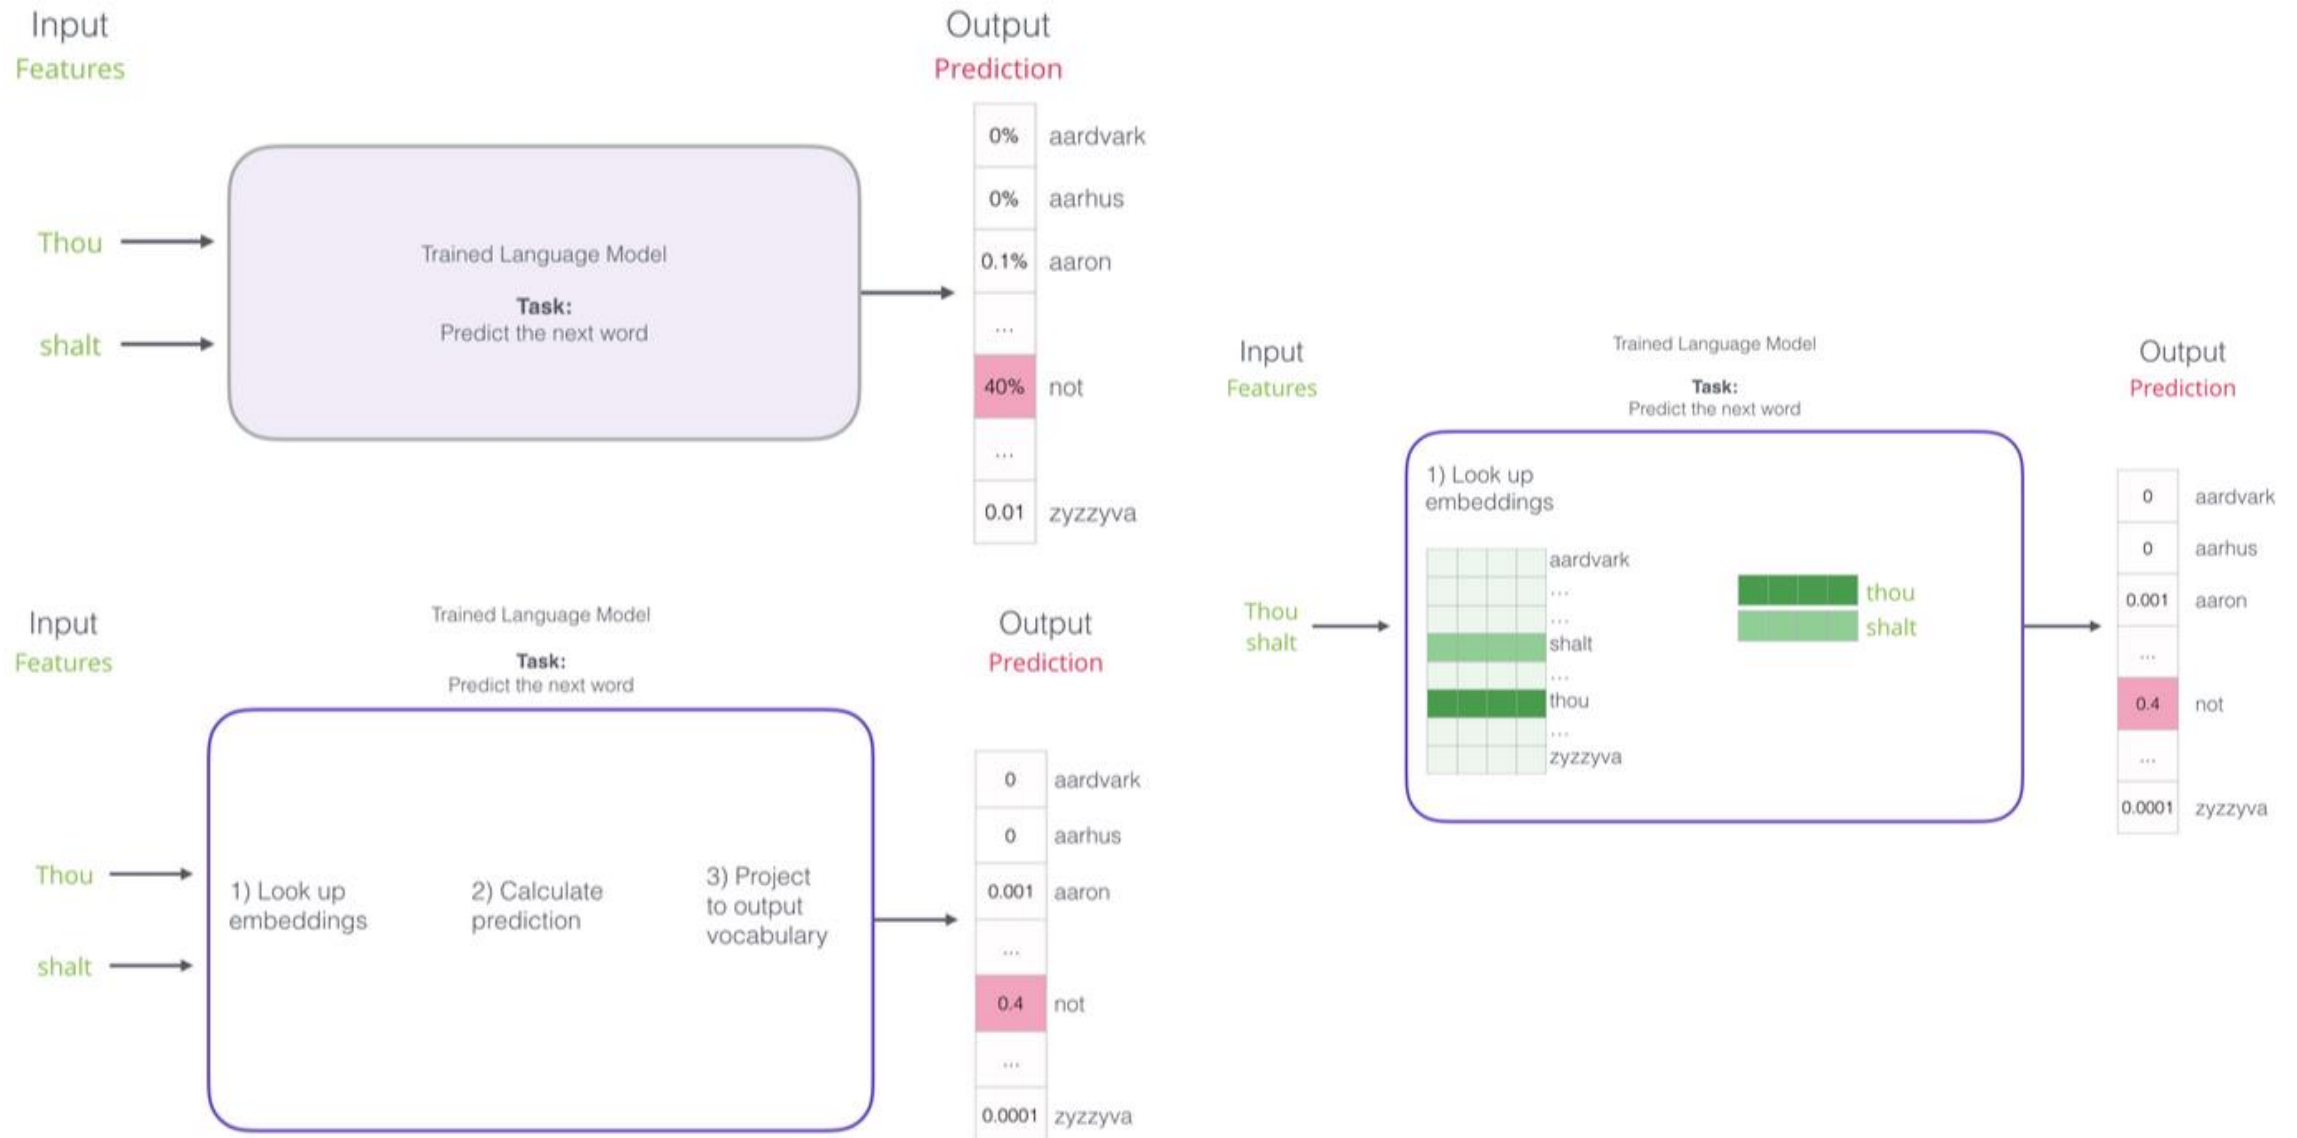 Input
Features
Thou
shalt
Trained Language Model
Task:
Predict the next word
Output
Prediction
0% aardvark
0% aarhus
0.1% aaron
...
40% not
...
0.01 zyzzyva
Input
Features
Thou
shalt
Trained Language Model
Task:
Predict the next word
1) Look up
embeddings
2) Calculate
prediction
3) Project
to output
vocabulary
Output
Prediction
0 aardvark
0 aarhus
0.001 aaron
...
0.4 not
...
0.0001 zyzzyva
Input
Features
Thou
shalt
Trained Language Model
Task:
Predict the next word
1) Look up
embeddings
aardvark
...
...
shalt
...
thou
...
zyzzyva
thou
shalt
Output
Prediction
0 aardvark
0 aarhus
0.001 aaron
...
0.4 not
...
0.0001 zyzzyva